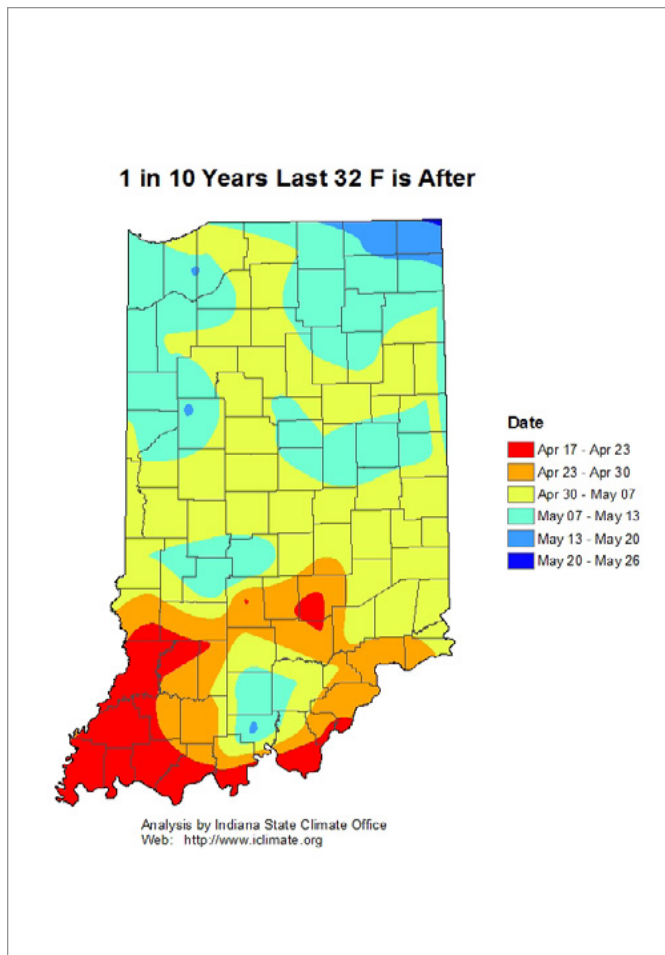 1 in 10 Years Last 32 F is After
Date
Apr 17 - Apr 23
Apr 23 - Apr 30
Apr 30 - May 07
May 07 - May 13
May 13 - May 20
May 20 - May 26
Analysis by Indiana State Climate Office
Web: http://www.iclimate.org